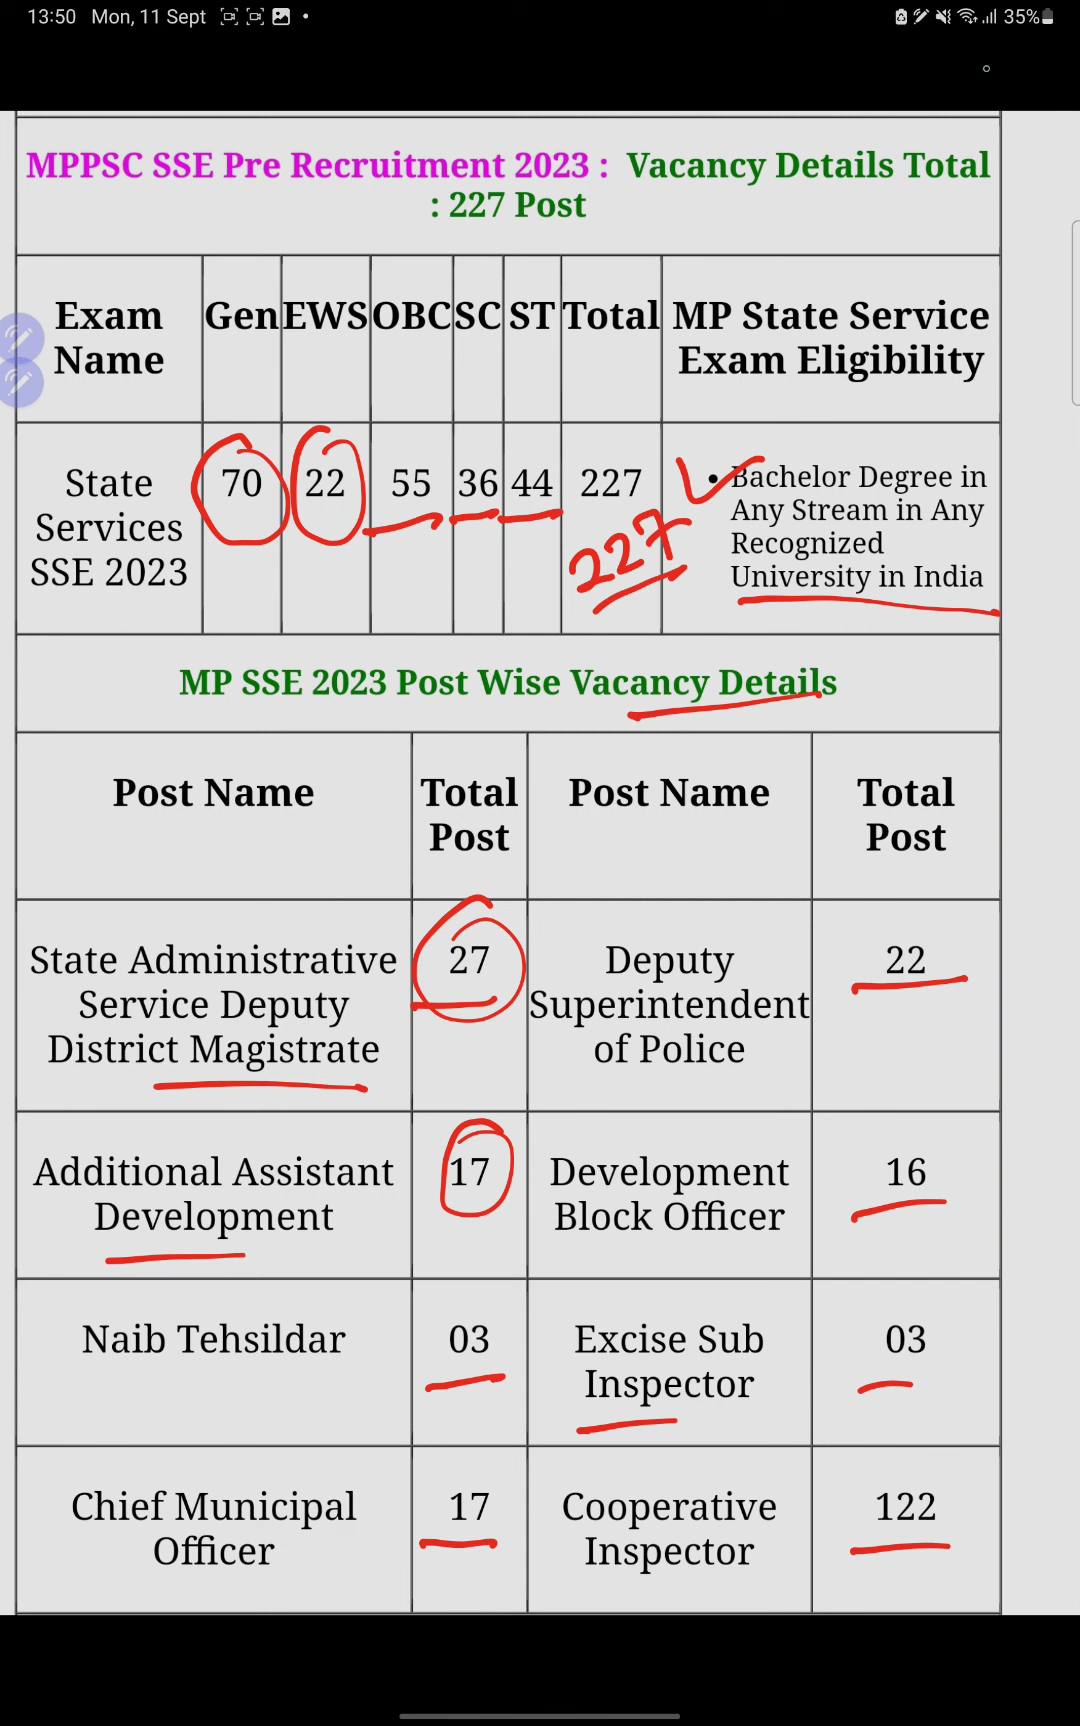 13:50 Mon, 11 Sept
35%
MPPSC SSE Pre Recruitment 2023 : Vacancy Details Total
: 227 Post
Exam
Name
Gen
EWS
OBC
SC
ST
Total
MP State Service
Exam Eligibility
State
Services
SSE 2023
70
22
55
36
44
227
227
• Bachelor Degree in
Any Stream in Any
Recognized
University in India
MP SSE 2023 Post Wise Vacancy Details
Post Name
Total
Post
Post Name
Total
Post
State Administrative
Service Deputy
District Magistrate
27
Deputy
Superintendent
of Police
22
Additional Assistant
Development
17
Development
Block Officer
16
Naib Tehsildar
03
Excise Sub
Inspector
03
Chief Municipal
Officer
17
Cooperative
Inspector
122